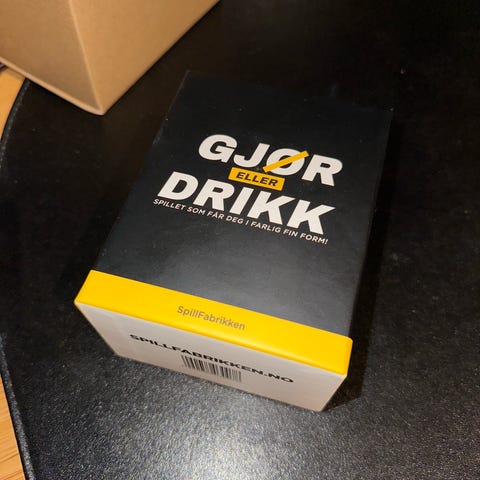 GJØR
ELLER
DRIKK
SPILLET SOM FÅR DEG I FARLIG FIN FORM!
SpillFabrikken
SPILLFABRIKKEN.NO